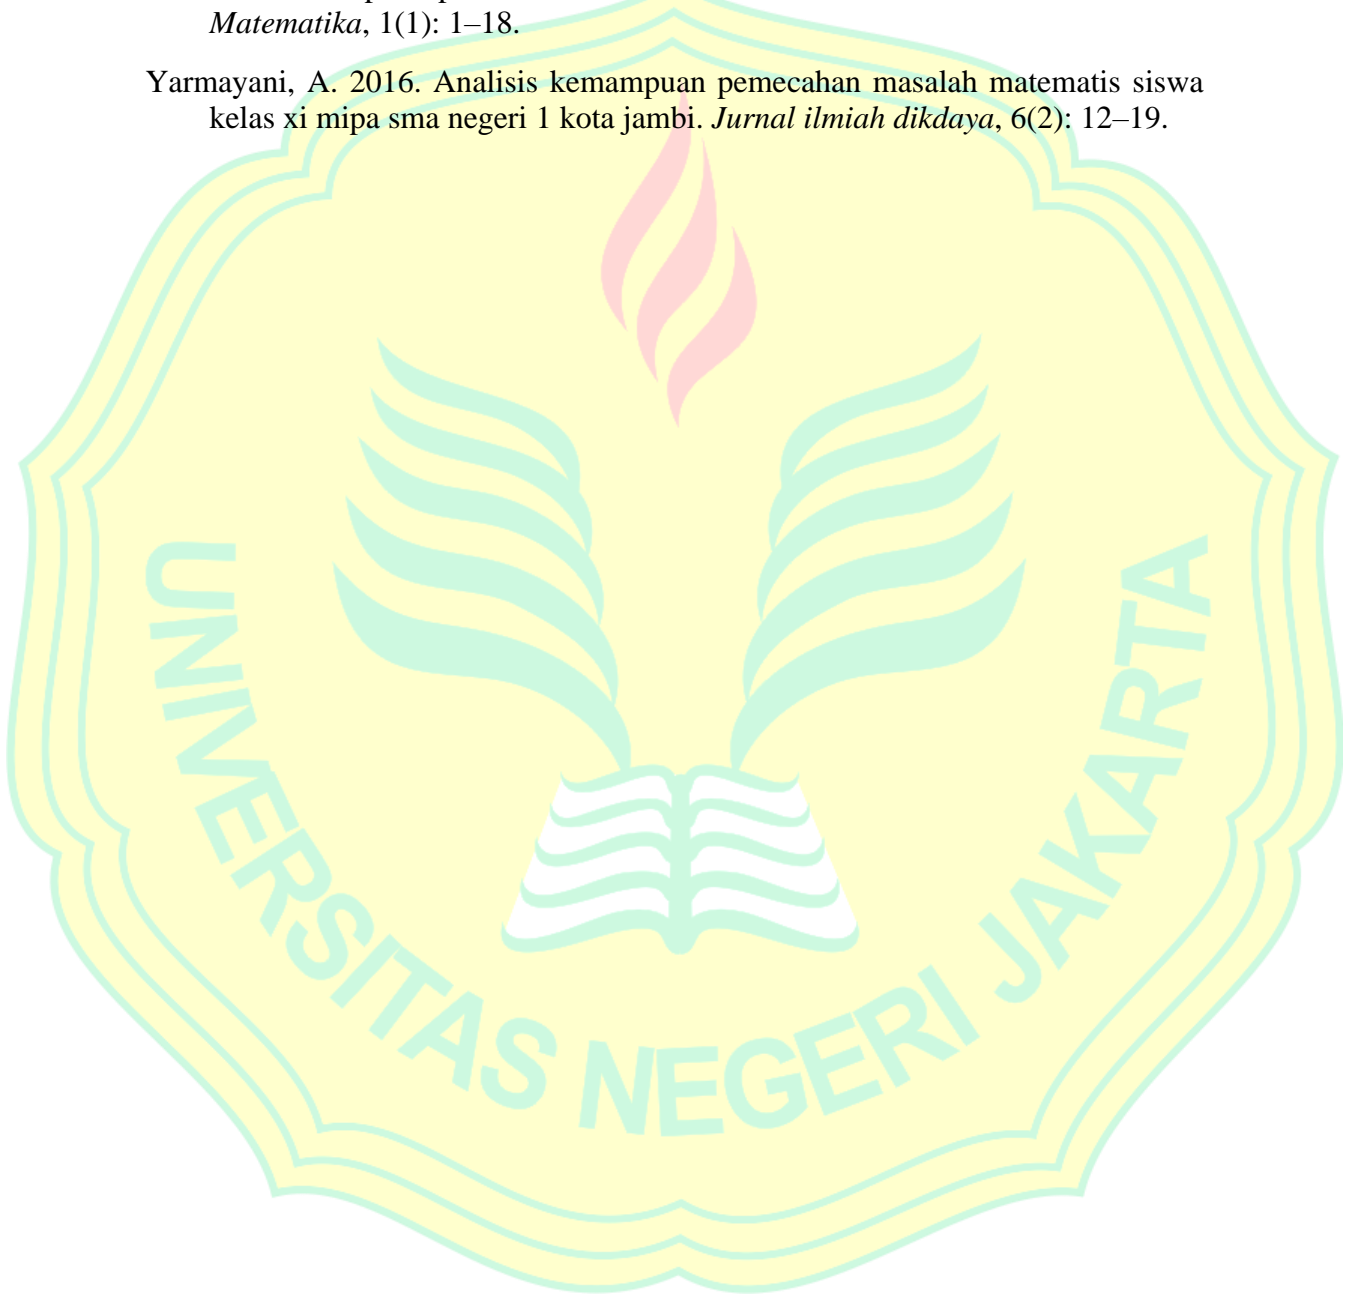 Matematika, 1(1): 1–18.
Yarmayani, A. 2016. Analisis kemampuan pemecahan masalah matematis siswa
kelas xi mipa sma negeri 1 kota jambi. Jurnal ilmiah dikdaya, 6(2): 12–19.
UNIVERSITAS NEGERI JAKARTA